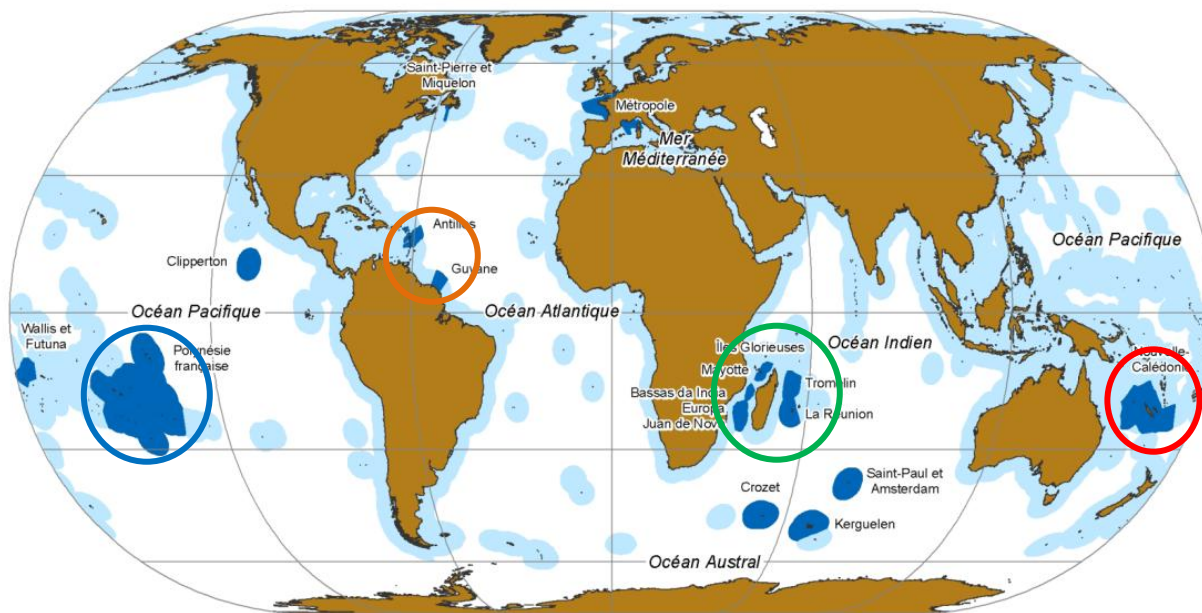 Saint-Pierre et
Miquelon
Métropole
Mer
Méditerranée
Antilles
Océan Pacifique
Clipperton
Guyane
Océan Pacifique
Océan Atlantique
Wallis et
Futuna
Polynésie
française
Îles Glorieuses
Océan Indien
Nouvelle-
Calédonie
Mayotte
Tromelin
Bassas da India
Europa
La Réunion
Juan de Nova
Saint-Paul et
Amsterdam
Crozet
Kerguelen
Océan Austral